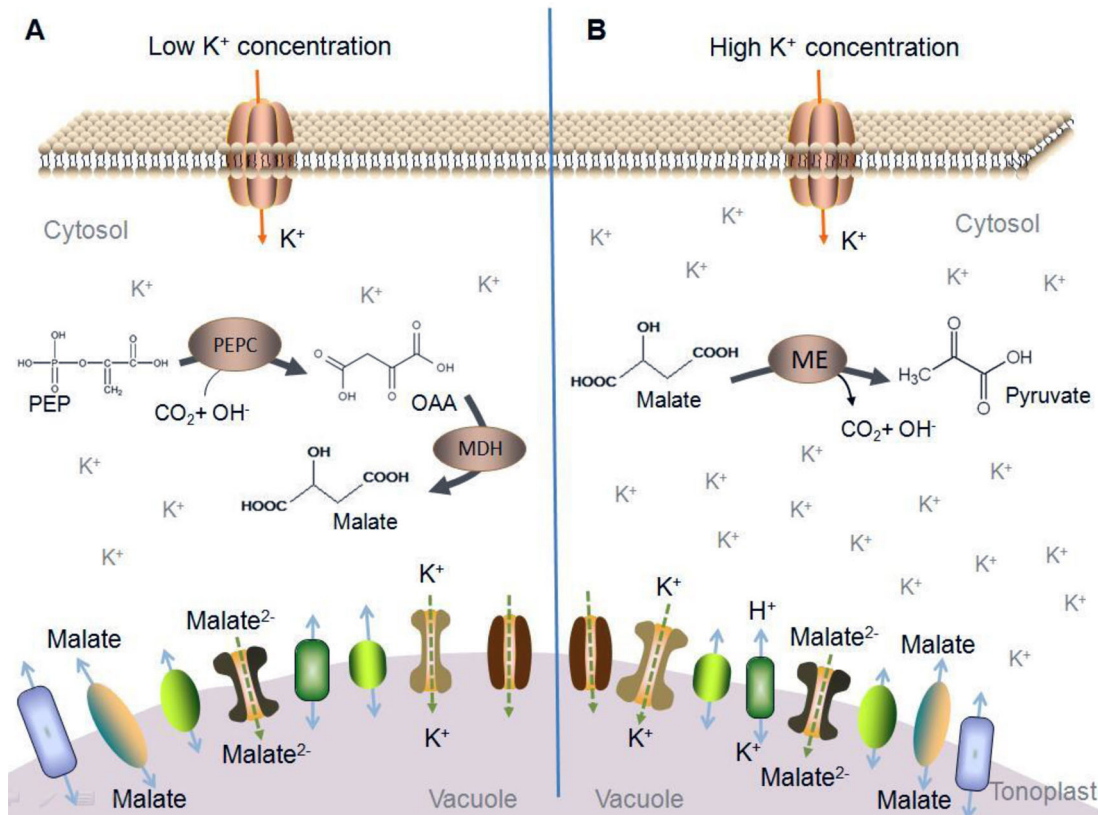 A
Low K⁺ concentration
K⁺
Cytosol
K⁺
K⁺
K⁺
OH
HO
P
O
O
OH
O
CH₂
PEP
PEPC
CO₂+ OH⁻
O
O
OH
OH
O
OAA
MDH
OH
COOH
HOOC
Malate
K⁺
K⁺
K⁺
Malate
Malate²⁻
K⁺
Malate²⁻
K⁺
Malate
Vacuole
B
High K⁺ concentration
K⁺
Cytosol
K⁺
K⁺
K⁺
K⁺
K⁺
OH
COOH
HOOC
Malate
ME
CO₂+ OH⁻
O
OH
H₃C
O
Pyruvate
K⁺
K⁺
K⁺
K⁺
K⁺
K⁺
K⁺
K⁺
K⁺
K⁺
K⁺
K⁺
K⁺
K⁺
H⁺
Malate²⁻
Malate
K⁺
K⁺
Malate²⁻
Malate
Vacuole
Tonoplast